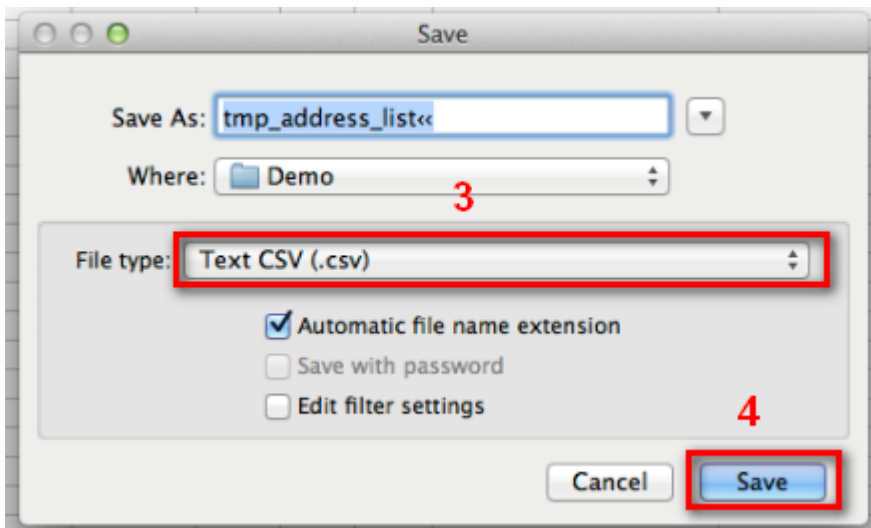 Save
Save As: tmp_address_list‹‹
Where: Demo
3
File type: Text CSV (.csv)
Automatic file name extension
Save with password
Edit filter settings
4
Cancel Save